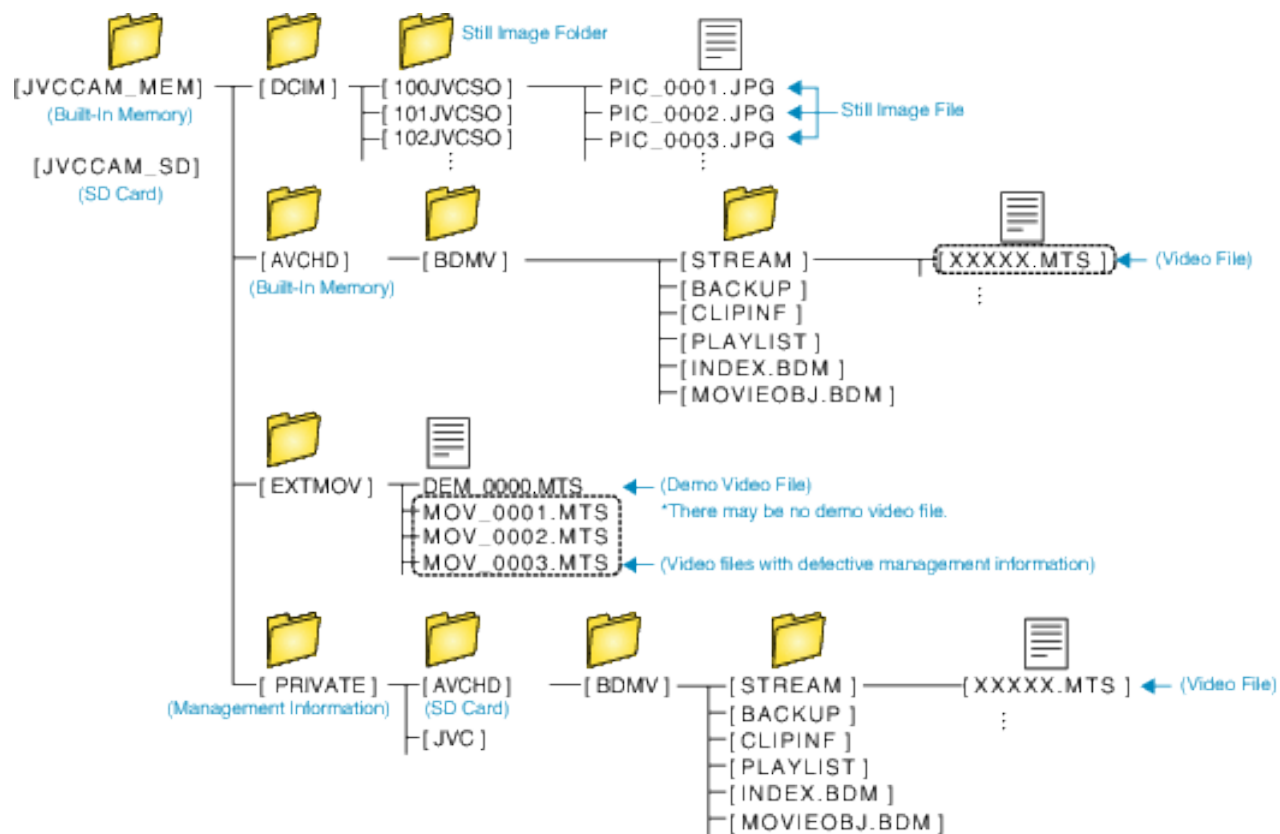 Still Image Folder
[JVCCAM_MEM] [DCIM] [100JVCSO] PIC_0001.JPG
(Built-In Memory) [101JVCSO] PIC_0002.JPG Still Image File
[102JVCSO] PIC_0003.JPG
[JVCCAM_SD]
(SD Card)
[AVCHD] [BDMV] [STREAM] [XXXXX.MTS] (Video File)
(Built-In Memory) [BACKUP]
[CLIPINF]
[PLAYLIST]
[INDEX.BDM]
[MOVIEOBJ.BDM]
[EXTMOV] DEM_0000.MTS (Demo Video File)
MOV_0001.MTS *There may be no demo video file.
MOV_0002.MTS
MOV_0003.MTS (Video files with defective management information)
[PRIVATE] [AVCHD] [BDMV] [STREAM] [XXXXX.MTS] (Video File)
(Management Information) (SD Card) [BACKUP]
[JVC] [CLIPINF]
[PLAYLIST]
[INDEX.BDM]
[MOVIEOBJ.BDM]